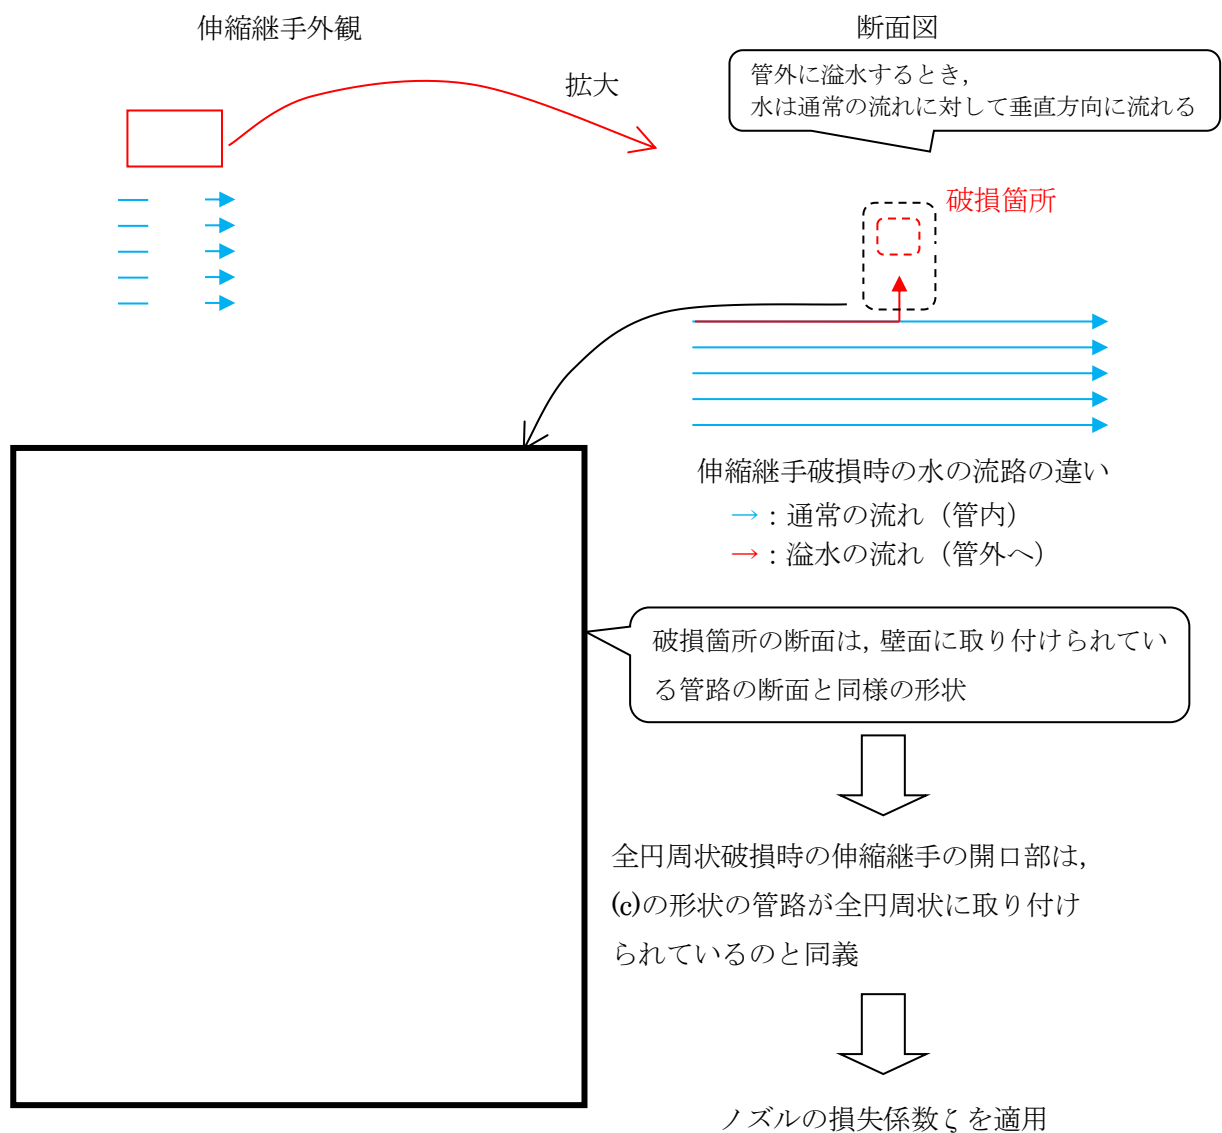 伸縮継手外観
断面図
拡大
管外に溢水するとき,
水は通常の流れに対して垂直方向に流れる
破損箇所
伸縮継手破損時の水の流路の違い
→：通常の流れ（管内）
→：溢水の流れ（管外へ）
破損箇所の断面は, 壁面に取り付けられてい
る管路の断面と同様の形状
全円周状破損時の伸縮継手の開口部は,
(c)の形状の管路が全円周状に取り付け
られているのと同義
ノズルの損失係数ζを適用